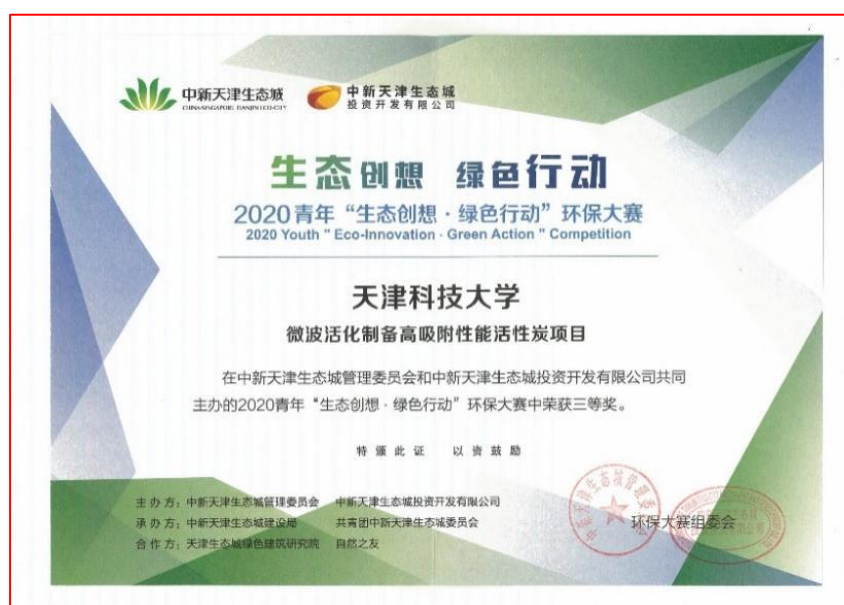 中新天津生态城
CHINA-SINGAPORE TIANJIN ECO-CITY
中新天津生态城
投资开发有限公司
生态创想 绿色行动
2020青年“生态创想·绿色行动”环保大赛
2020 Youth " Eco-Innovation · Green Action " Competition
天津科技大学
微波活化制备高吸附性能活性炭项目
在中新天津生态城管理委员会和中新天津生态城投资开发有限公司共同
主办的2020青年“生态创想·绿色行动”环保大赛中荣获三等奖。
特颁此证 以资鼓励
主办方：中新天津生态城管理委员会 中新天津生态城投资开发有限公司
承办方：中新天津生态城建设局 共青团中新天津生态城委员会
合作方：天津生态城绿色建筑研究院 自然之友
中新天津生态城管理委员会
环保大赛组委会